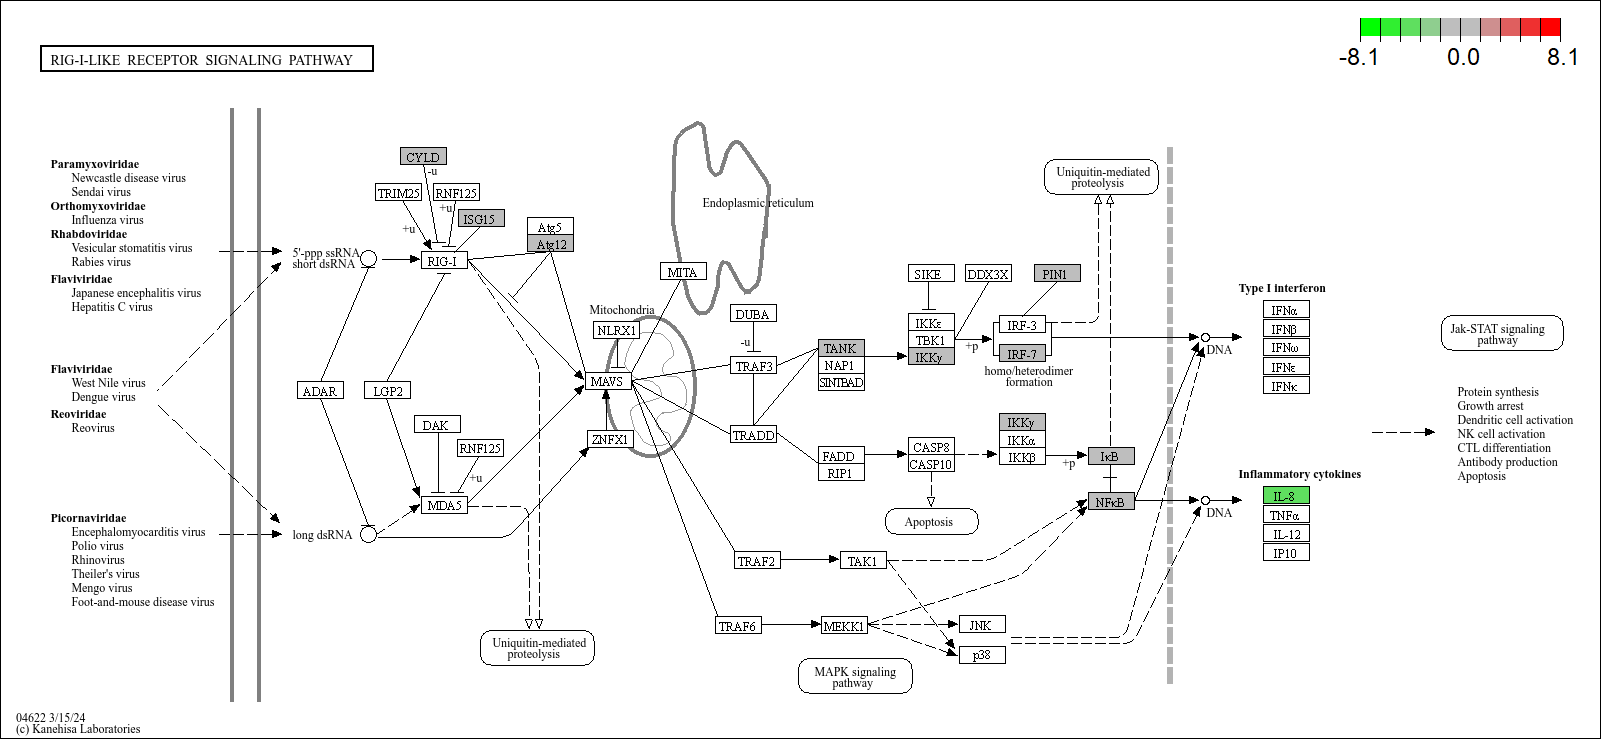 -8.1 0.0 8.1
RIG-I-LIKE RECEPTOR SIGNALING PATHWAY
Paramyxoviridae
Newcastle disease virus
Sendai virus
Orthomyxoviridae
Influenza virus
Rhabdoviridae
Vesicular stomatitis virus
Rabies virus
Flaviviridae
Japanese encephalitis virus
Hepatitis C virus
Flaviviridae
West Nile virus
Dengue virus
Reoviridae
Reovirus
Picornaviridae
Encephalomyocarditis virus
Polio virus
Rhinovirus
Theiler's virus
Mengo virus
Foot-and-mouse disease virus
5'-ppp ssRNA
short dsRNA
long dsRNA
CYLD
-u
TRIM25
RNF125
+u
+u
ISG15
RIG-I
Atg5
Atg12
ADAR
LGP2
DAK
RNF125
+u
MDA5
Uniquitin-mediated
proteolysis
Endoplasmic reticulum
MITA
Mitochondria
NLRX1
MAVS
ZNFX1
DUBA
-u
TRAF3
TRADD
TRAF2
TRAF6
TANK
NAP1
SINTBAD
FADD
RIP1
TAK1
MEKK1
MAPK signaling
pathway
SIKE
DDX3X
PIN1
IKKε
TBK1
IKKγ
+p
IRF-3
IRF-7
homo/heterodimer
formation
CASP8
CASP10
Apoptosis
IKKγ
IKKα
IKKβ
+p
IκB
NFκB
JNK
p38
Uniquitin-mediated
proteolysis
DNA
DNA
Type I interferon
IFNα
IFNβ
IFNω
IFNε
IFNκ
Inflammatory cytokines
IL-8
TNFα
IL-12
IP10
Jak-STAT signaling
pathway
Protein synthesis
Growth arrest
Dendritic cell activation
NK cell activation
CTL differentiation
Antibody production
Apoptosis
04622 3/15/24
(c) Kanehisa Laboratories